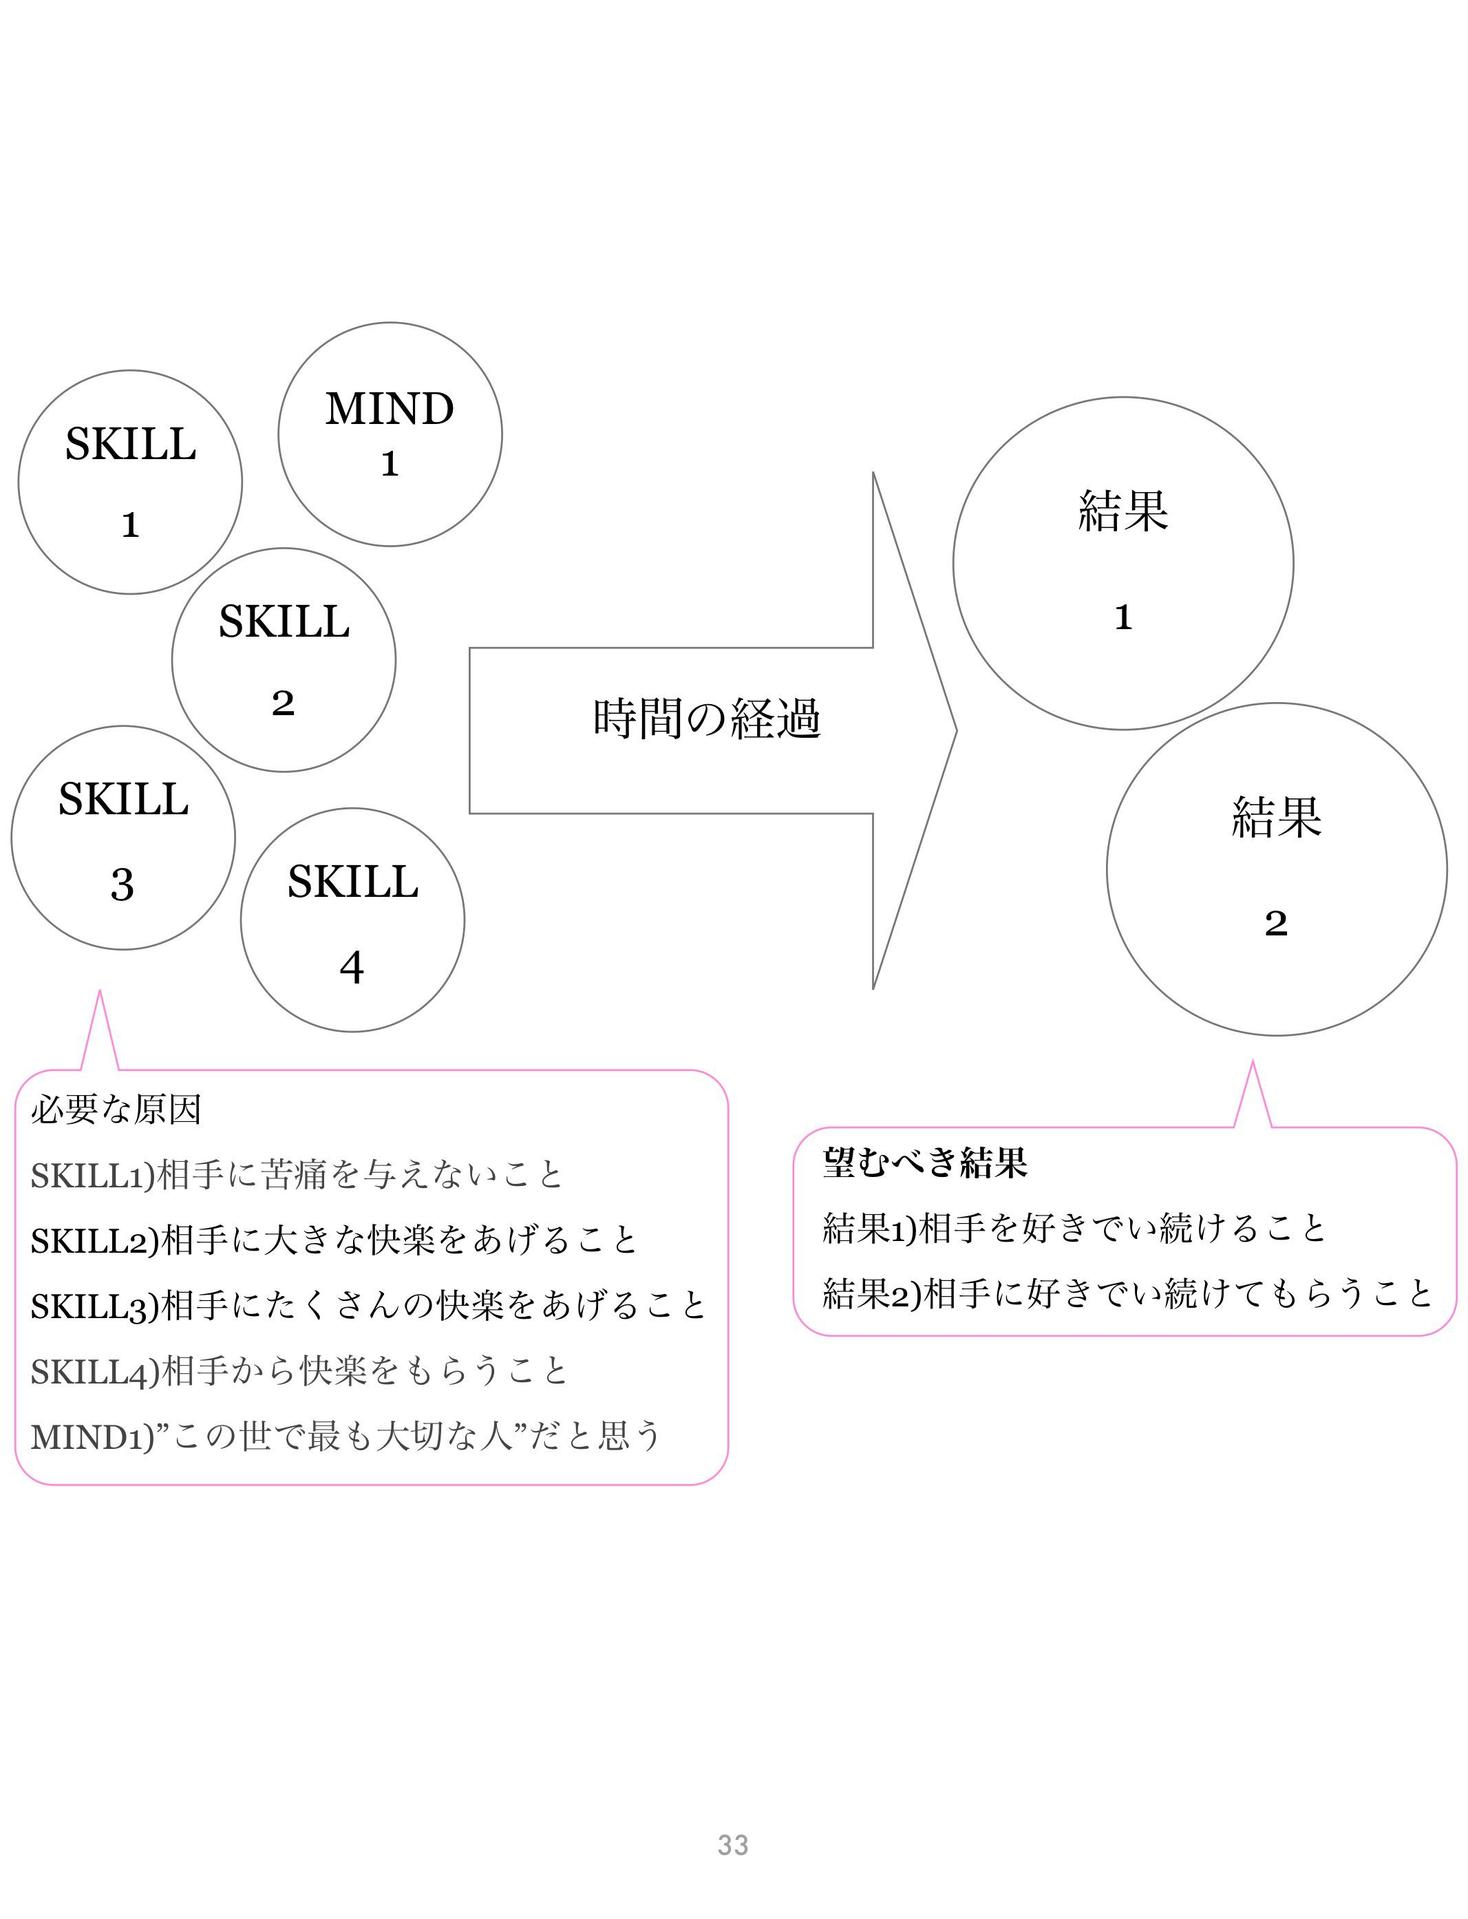 MIND
1
SKILL
1
SKILL
2
SKILL
3
SKILL
4
時間の経過
結果
1
結果
2
必要な原因
SKILL1)相手に苦痛を与えないこと
SKILL2)相手に大きな快楽をあげること
SKILL3)相手にたくさんの快楽をあげること
SKILL4)相手から快楽をもらうこと
MIND1)”この世で最も大切な人”だと思う
望むべき結果
結果1)相手を好きでい続けること
結果2)相手に好きでい続けてもらうこと
33